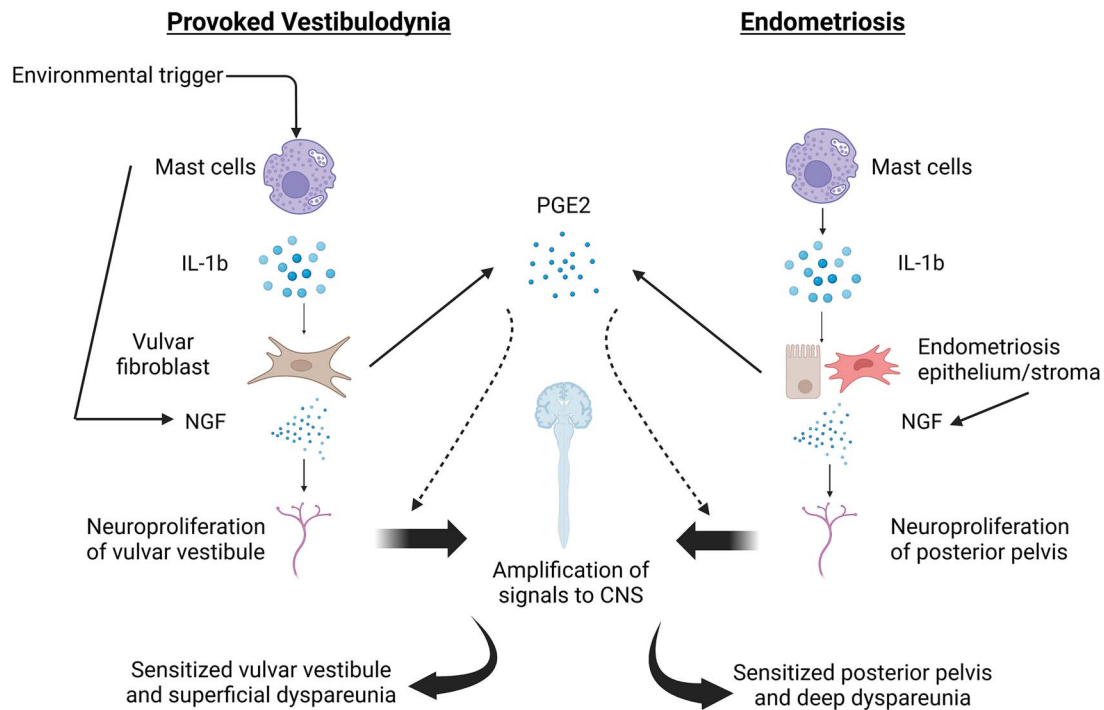 Provoked Vestibulodynia
Endometriosis
Environmental trigger
Mast cells
Mast cells
PGE2
IL-1b
IL-1b
Vulvar
fibroblast
Endometriosis
epithelium/stroma
NGF
NGF
Neuroproliferation
of vulvar vestibule
Neuroproliferation
of posterior pelvis
Amplification of
signals to CNS
Sensitized vulvar vestibule
and superficial dyspareunia
Sensitized posterior pelvis
and deep dyspareunia